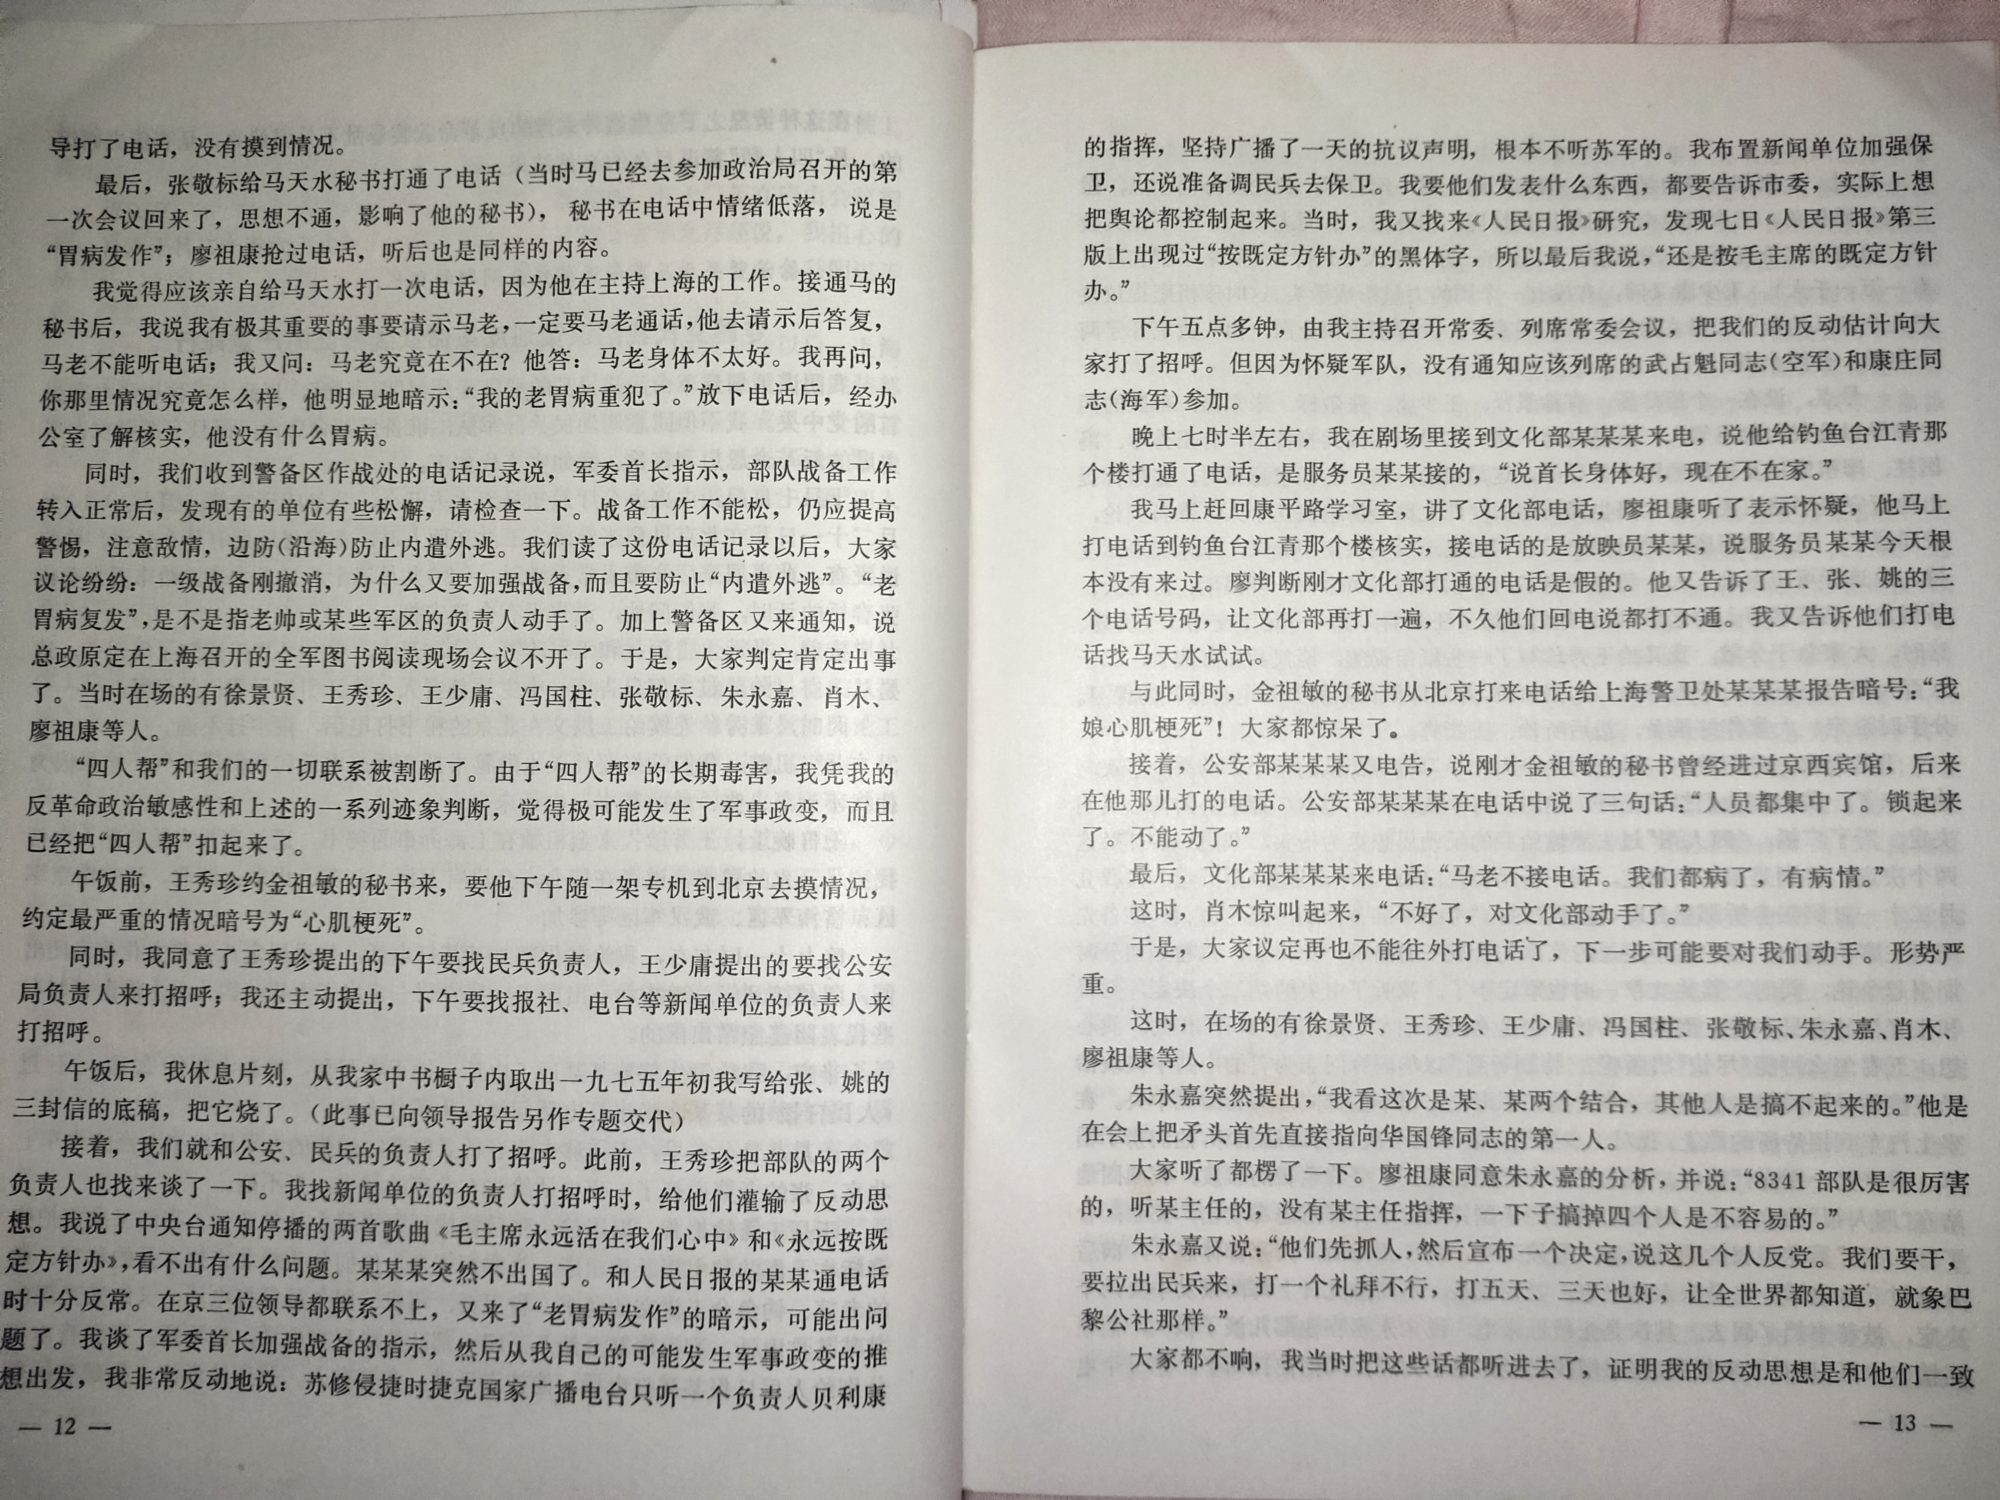 导打了电话，没有摸到情况。
最后，张敬标给马天水秘书打通了电话（当时马已经去参加政治局召开的第
一次会议回来了，思想不通，影响了他的秘书），秘书在电话中情绪低落，说是
“胃病发作”；廖祖康抢过电话，听后也是同样的内容。
我觉得应该亲自给马天水打一次电话，因为他在主持上海的工作。接通马的
秘书后，我说我有极其重要的事要请示马老，一定要马老通话，他去请示后答复，
马老不能听电话；我又问：马老究竟在不在？他答：马老身体不太好。我再问，
你那里情况究竟怎么样，他明显地暗示：“我的老胃病重犯了。”放下电话后，经办
公室了解核实，他没有什么胃病。
同时，我们收到警备区作战处的电话记录说，军委首长指示，部队战备工作
转入正常后，发现有的单位有些松懈，请检查一下。战备工作不能松，仍应提高
警惕，注意敌情，边防（沿海）防止内遣外逃。我们读了这份电话记录以后，大家
议论纷纷：一级战备刚撤消，为什么又要加强战备，而且要防止“内遣外逃”。“老
胃病复发”，是不是指老帅或某些军区的负责人动手了。加上警备区又来通知，说
总政原定在上海召开的全军图书阅读现场会议不开了。于是，大家判定肯定出事
了。当时在场的有徐景贤、王秀珍、王少庸、冯国柱、张敬标、朱永嘉、肖木、
廖祖康等人。
“四人帮”和我们的一切联系被割断了。由于“四人帮”的长期毒害，我凭我的
反革命政治敏感性和上述的一系列迹象判断，觉得极可能发生了军事政变，而且
已经把“四人帮”扣起来了。
午饭前，王秀珍约金祖敏的秘书来，要他下午随一架专机到北京去摸情况，
约定最严重的情况暗号为“心肌梗死”。
同时，我同意了王秀珍提出的下午要找民兵负责人，王少庸提出的要找公安
局负责人来打招呼；我还主动提出，下午要找报社、电台等新闻单位的负责人来
打招呼。
午饭后，我休息片刻，从我家中书橱子内取出一九七五年初我写给张、姚的
三封信的底稿，把它烧了。（此事已向领导报告另作专题交代）
接着，我们就和公安、民兵的负责人打了招呼。此前，王秀珍把部队的两个
负责人也找来谈了一下。我找新闻单位的负责人打招呼时，给他们灌输了反动思
想。我说了中央台通知停播的两首歌曲《毛主席永远活在我们心中》和《永远按既
定方针办》，看不出有什么问题。某某某突然不出国了。和人民日报的某某通电话
时十分反常。在京三位领导都联系不上，又来了“老胃病发作”的暗示，可能出问
题了。我谈了军委首长加强战备的指示，然后从我自己的可能发生军事政变的推
想出发，我非常反动地说：苏修侵捷时捷克国家广播电台只听一个负责人贝利康
— 12 —
的指挥，坚持广播了一天的抗议声明，根本不听苏军的。我布置新闻单位加强保
卫，还说准备调民兵去保卫。我要他们发表什么东西，都要告诉市委，实际上想
把舆论都控制起来。当时，我又找来《人民日报》研究，发现七日《人民日报》第三
版上出现过“按既定方针办”的黑体字，所以最后我说，“还是按毛主席的既定方针
办。”
下午五点多钟，由我主持召开常委、列席常委会议，把我们的反动估计向大
家打了招呼。但因为怀疑军队，没有通知应该列席的武占魁同志（空军）和康庄同
志（海军）参加。
晚上七时半左右，我在剧场里接到文化部某某某来电，说他给钓鱼台江青那
个楼打通了电话，是服务员某某接的，“说首长身体好，现在不在家。”
我马上赶回康平路学习室，讲了文化部电话，廖祖康听了表示怀疑，他马上
打电话到钓鱼台江青那个楼核实，接电话的是放映员某某，说服务员某某今天根
本没有来过。廖判断刚才文化部打通的电话是假的。他又告诉了王、张、姚的三
个电话号码，让文化部再打一遍，不久他们回电说都打不通。我又告诉他们打电
话找马天水试试。
与此同时，金祖敏的秘书从北京打来电话给上海警卫处某某某报告暗号：“我
娘心肌梗死”！大家都惊呆了。
接着，公安部某某某又电告，说刚才金祖敏的秘书曾经进过京西宾馆，后来
在他那儿打的电话。公安部某某某在电话中说了三句话：“人员都集中了。锁起来
了。不能动了。”
最后，文化部某某某来电话：“马老不接电话。我们都病了，有病情。”
这时，肖木惊叫起来，“不好了，对文化部动手了。”
于是，大家议定再也不能往外打电话了，下一步可能要对我们动手。形势严
重。
这时，在场的有徐景贤、王秀珍、王少庸、冯国柱、张敬标、朱永嘉、肖木、
廖祖康等人。
朱永嘉突然提出，“我看这次是某、某两个结合，其他人是搞不起来的。”他是
在会上把矛头首先直接指向华国锋同志的第一人。
大家听了都楞了一下。廖祖康同意朱永嘉的分析，并说：“8341 部队是很厉害
的，听某主任的，没有某主任指挥，一下子搞掉四个人是不容易的。”
朱永嘉又说：“他们先抓人，然后宣布一个决定，说这几个人反党。我们要干，
要拉出民兵来，打一个礼拜不行，打五天、三天也好，让全世界都知道，就象巴
黎公社那样。”
大家都不响，我当时把这些话都听进去了，证明我的反动思想是和他们一致
— 13 —